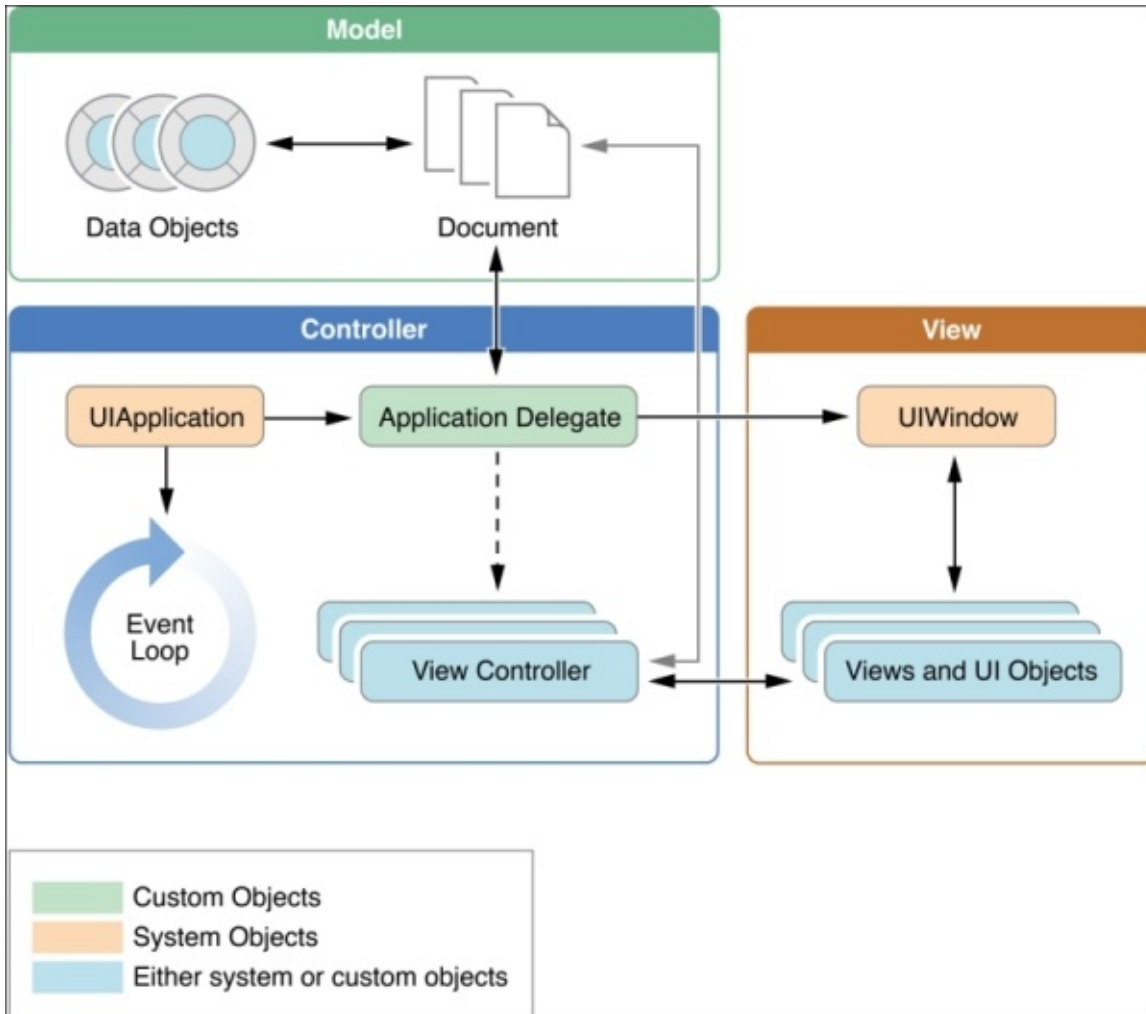 Model
Data Objects
Document
Controller
View
UIApplication
Application Delegate
UIWindow
Event
Loop
View Controller
Views and UI Objects
Custom Objects
System Objects
Either system or custom objects